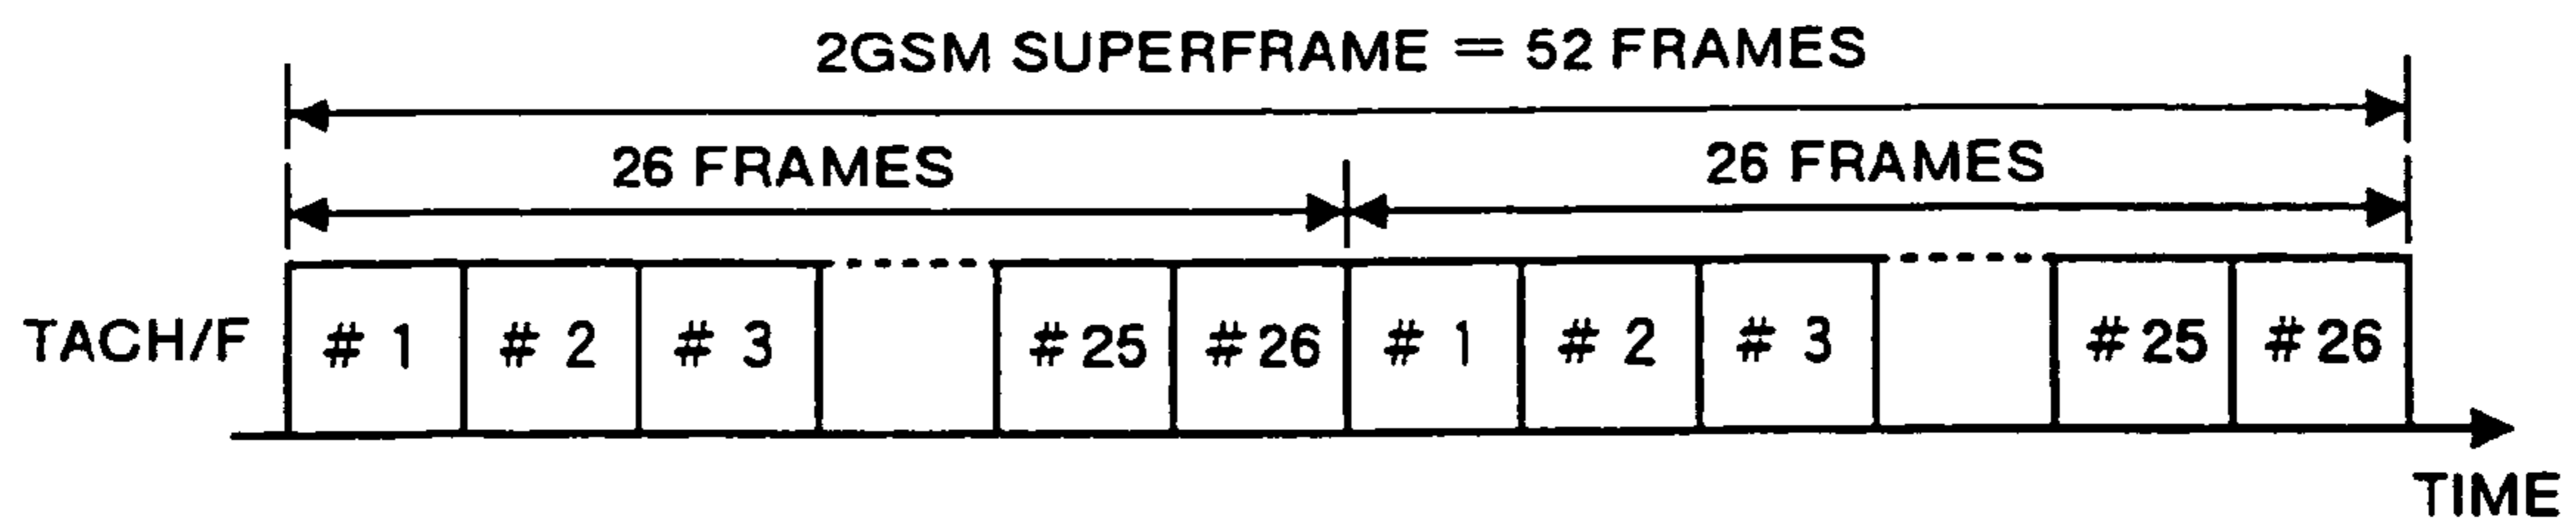 2GSM SUPERFRAME = 52 FRAMES
26 FRAMES 26 FRAMES
TACH/F # 1 # 2 # 3 #25 #26 # 1 # 2 # 3 #25 #26
TIME